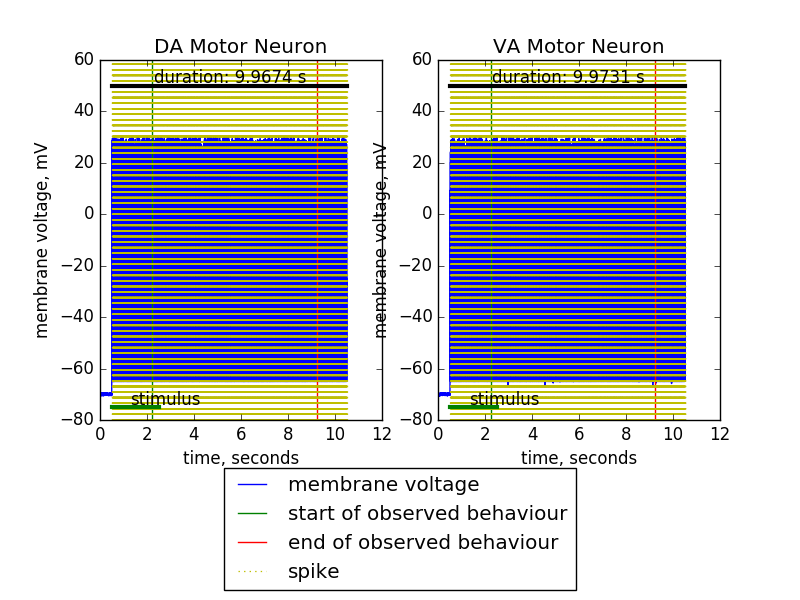 DA Motor Neuron
VA Motor Neuron
duration: 9.9674 s
duration: 9.9731 s
membrane voltage, mV
membrane voltage, mV
60
40
20
0
−20
−40
−60
−80
60
40
20
0
−20
−40
−60
−80
stimulus
stimulus
0 2 4 6 8 10 12
0 2 4 6 8 10 12
time, seconds
time, seconds
membrane voltage
start of observed behaviour
end of observed behaviour
spike